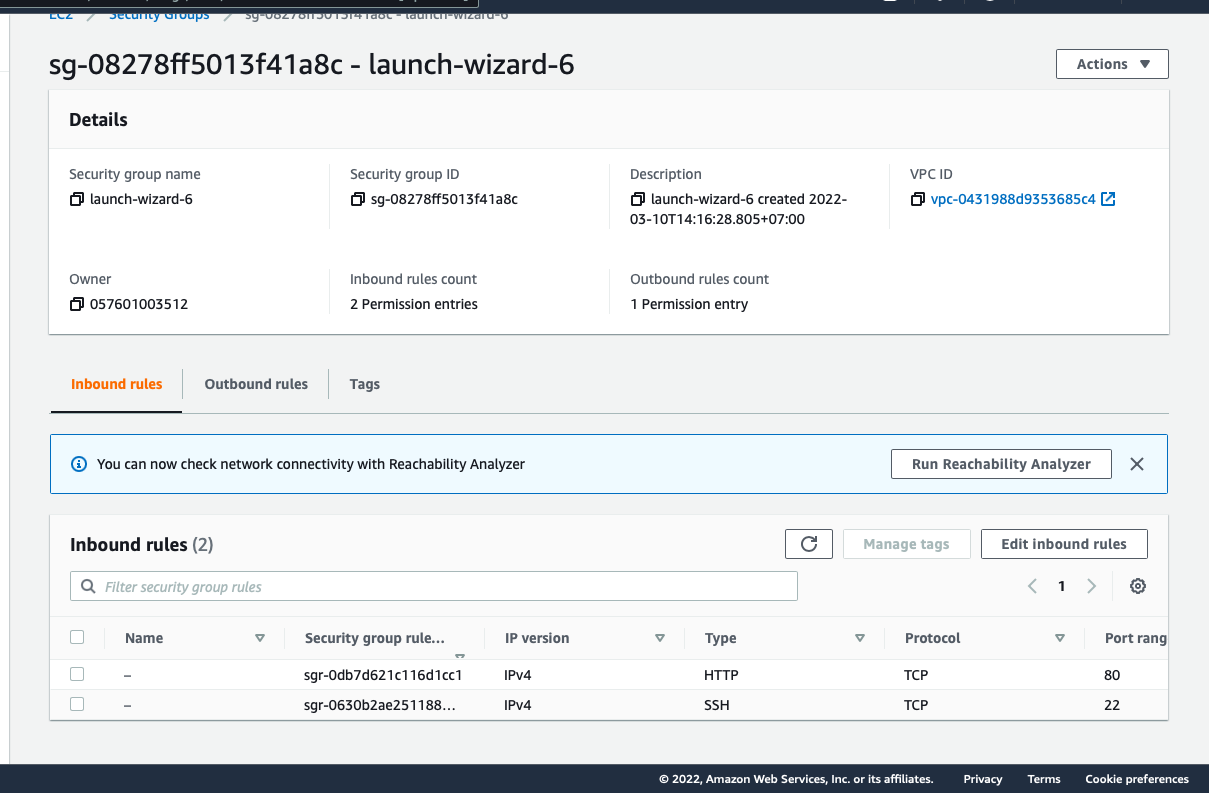 EC2 Security Groups sg-08278ff5013f41a8c - launch-wizard-6
sg-08278ff5013f41a8c - launch-wizard-6
Actions
Details
Security group name
launch-wizard-6
Security group ID
sg-08278ff5013f41a8c
Description
launch-wizard-6 created 2022-
03-10T14:16:28.805+07:00
VPC ID
vpc-0431988d9353685c4
Owner
057601003512
Inbound rules count
2 Permission entries
Outbound rules count
1 Permission entry
Inbound rules Outbound rules Tags
You can now check network connectivity with Reachability Analyzer
Run Reachability Analyzer
Inbound rules (2)
Manage tags
Edit inbound rules
Filter security group rules
1
Name Security group rule... IP version Type Protocol Port rang
– sgr-0db7d621c116d1cc1 IPv4 HTTP TCP 80
– sgr-0630b2ae251188... IPv4 SSH TCP 22
© 2022, Amazon Web Services, Inc. or its affiliates. Privacy Terms Cookie preferences